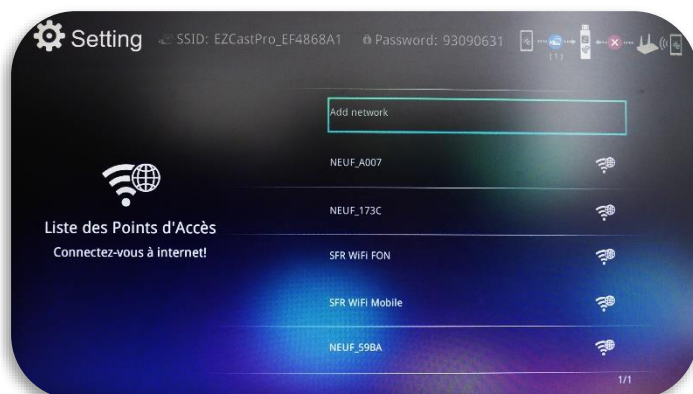 Setting SSID: EZCastPro_EF4868A1 Password: 93090631
(1)
Add network
NEUF_A007
NEUF_173C
Liste des Points d'Accès
Connectez-vous à internet!
SFR WiFi FON
SFR WiFi Mobile
NEUF_59BA
1/1